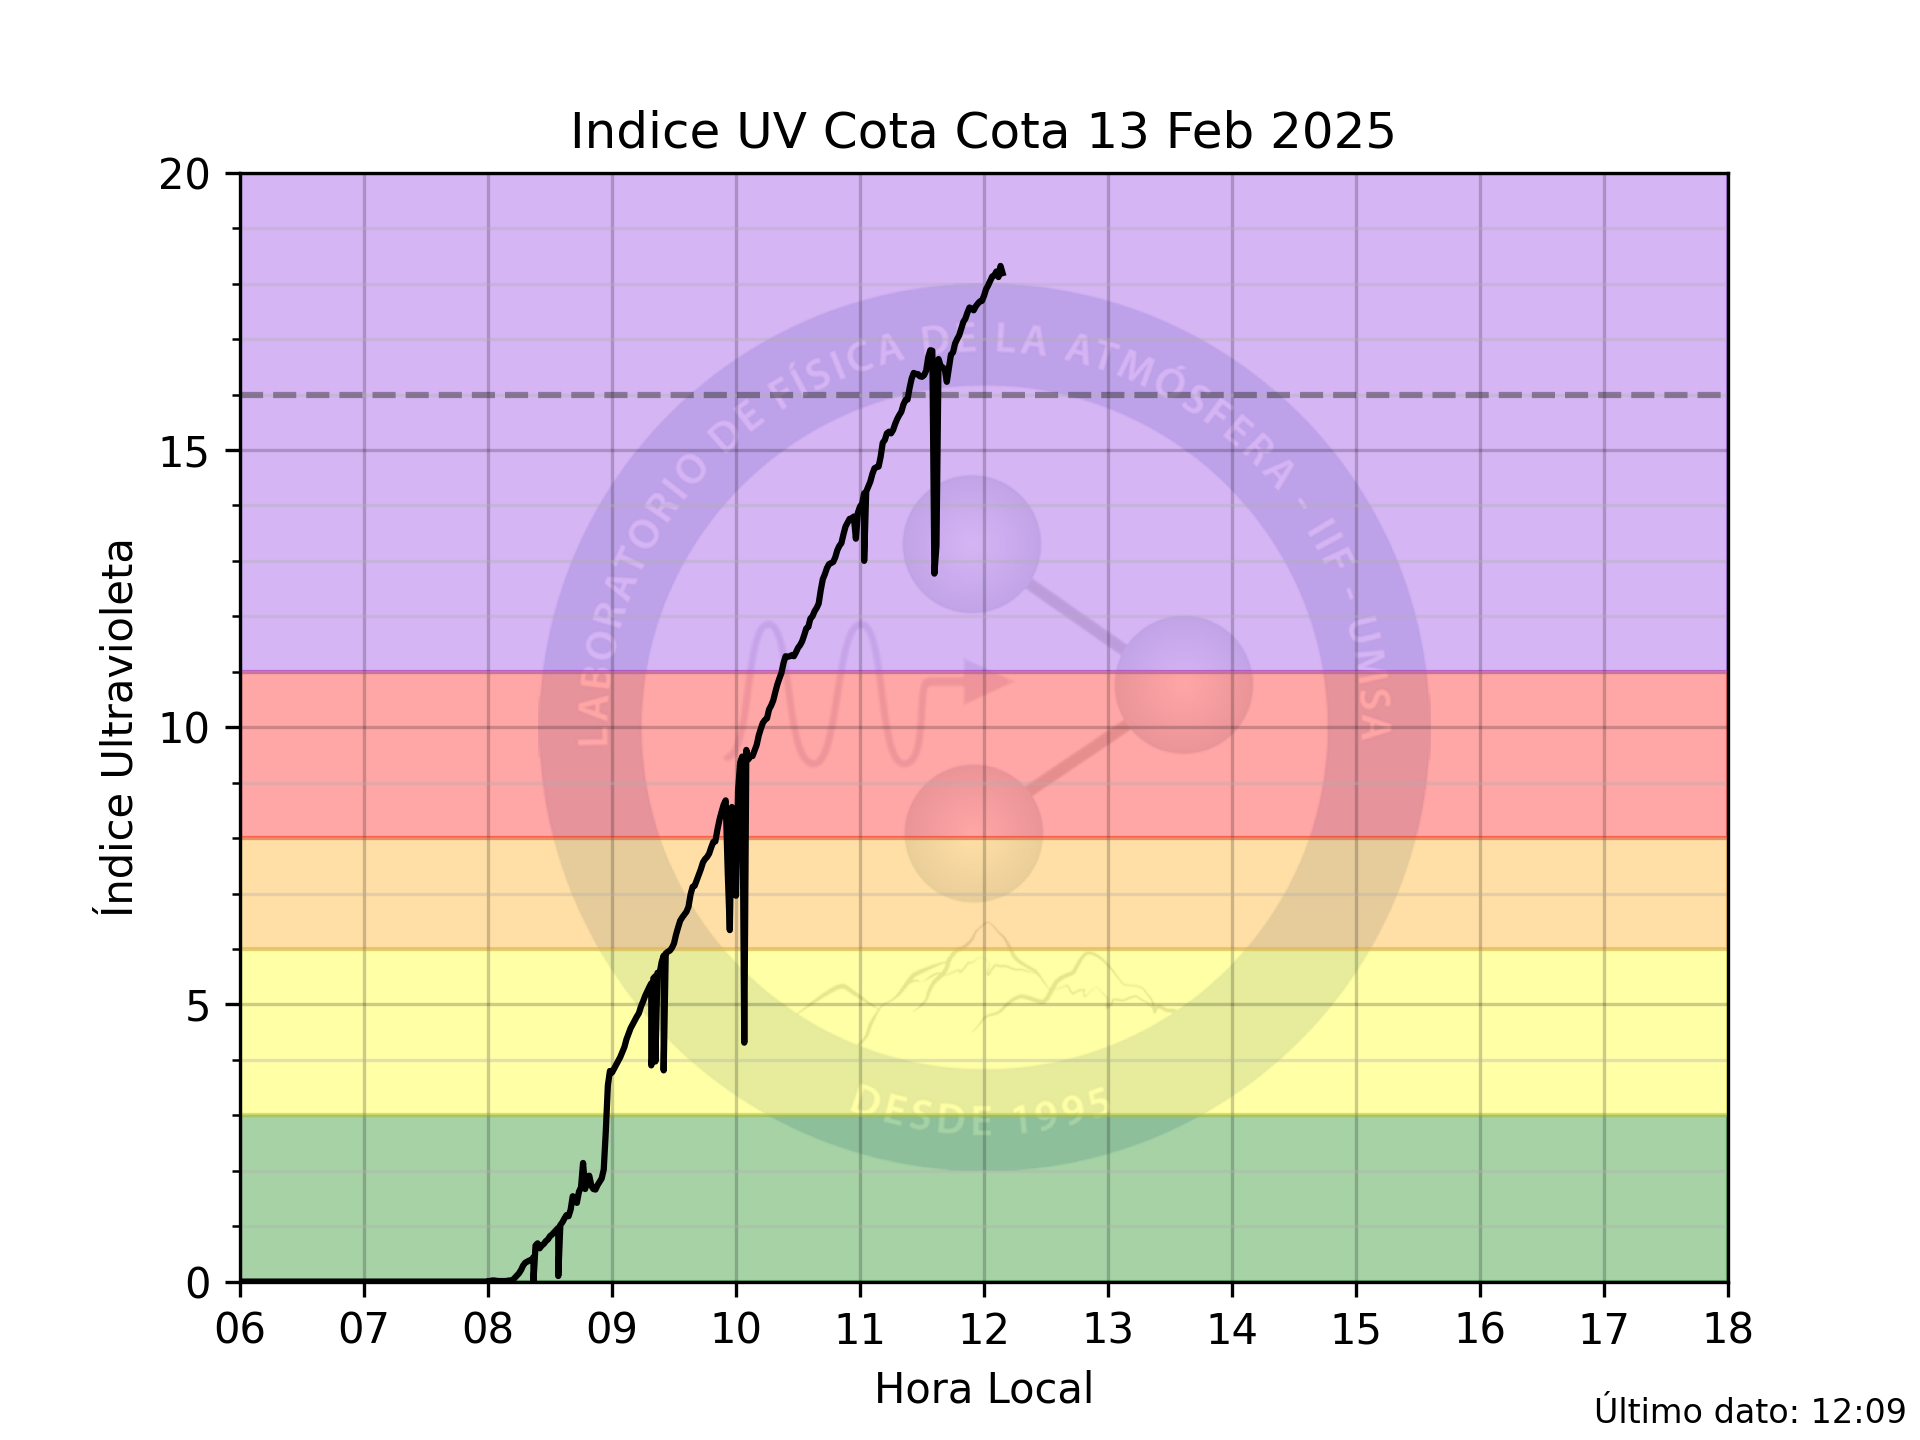 Indice UV Cota Cota 13 Feb 2025
20
15
10
5
0
Índice Ultravioleta
LABORATORIO DE FÍSICA DE LA ATMÓSFERA - IIF - UMSA
DESDE 1995
06 07 08 09 10 11 12 13 14 15 16 17 18
Hora Local
Último dato: 12:09